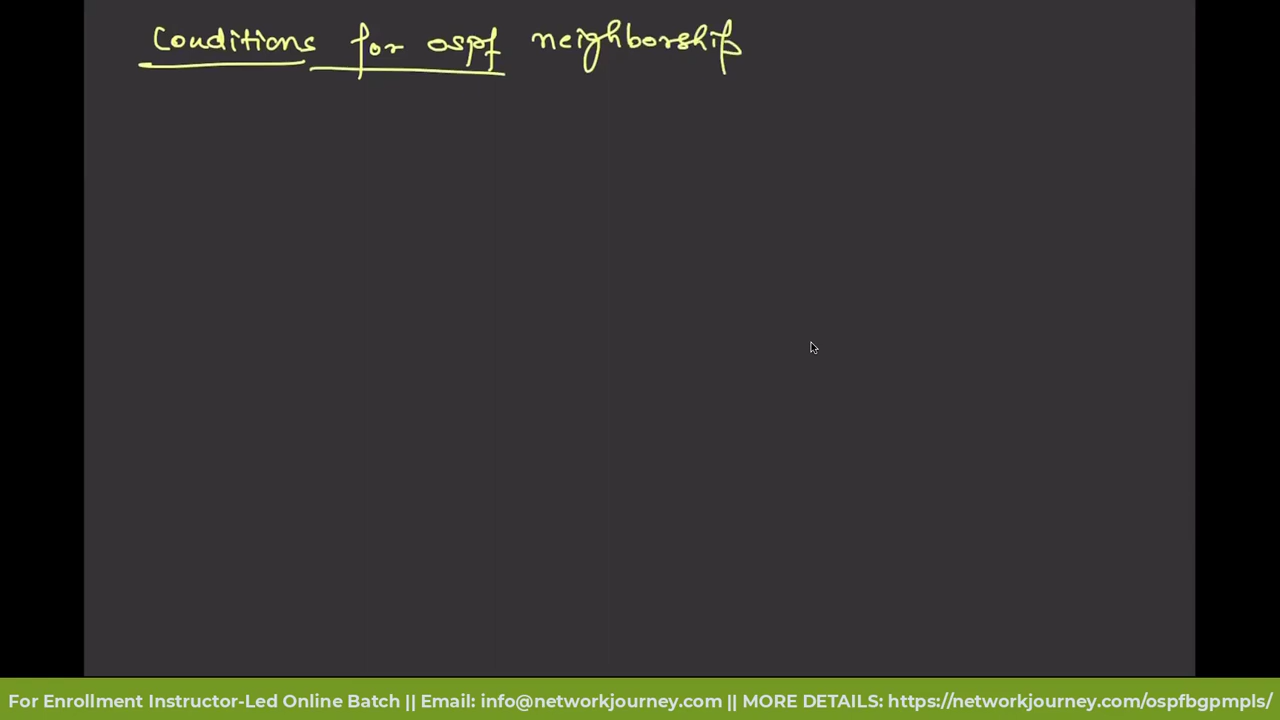 Conditions for ospf neighborship
For Enrollment Instructor-Led Online Batch || Email: info@networkjourney.com || MORE DETAILS: https://networkjourney.com/ospfbgpmpls/